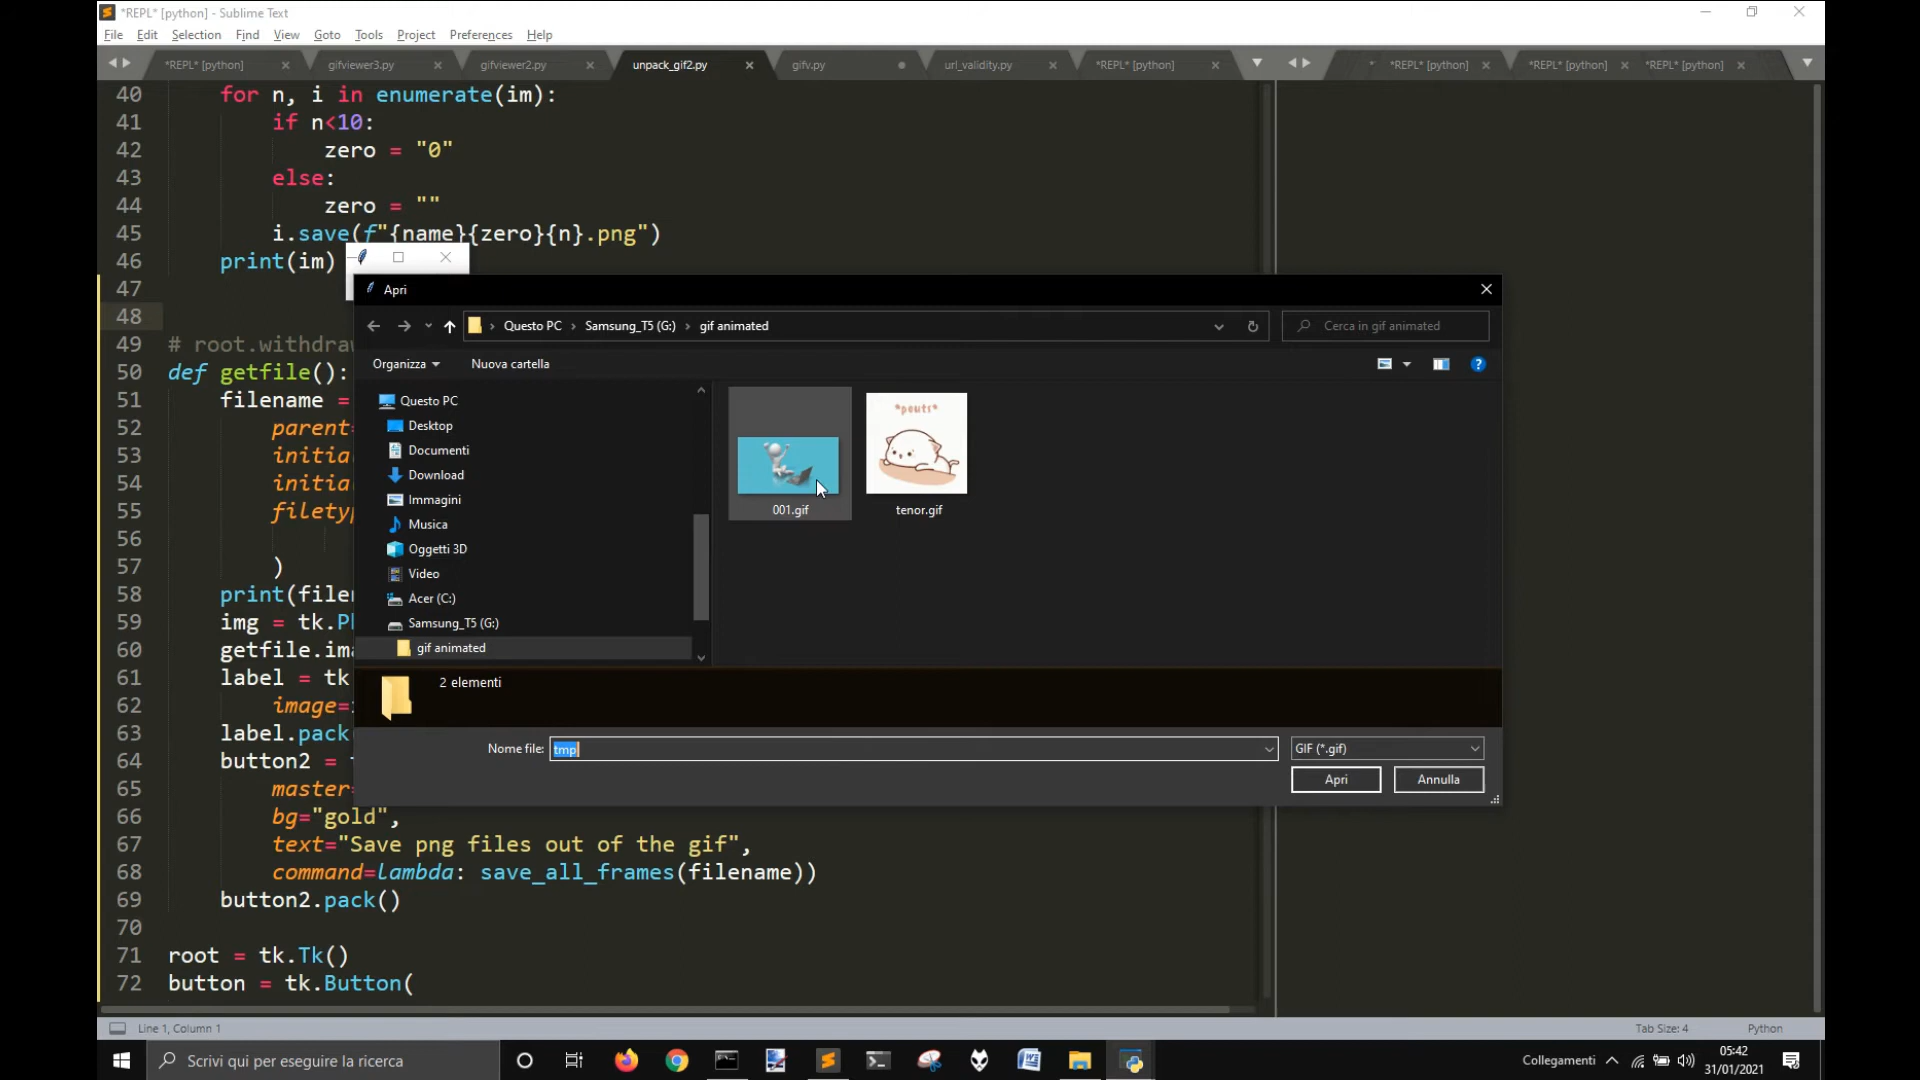 *REPL* [python] - Sublime Text
File Edit Selection Find View Goto Tools Project Preferences Help
*REPL* [python] gifviewer3.py gifviewer2.py unpack_gif2.py gifv.py url_validity.py *REPL* [python] *REPL* [python] *REPL* [python] *REPL* [python]
40 for n, i in enumerate(im):
41 if n<10:
42 zero = "0"
43 else:
44 zero = ""
45 i.save(f"{name}{zero}{n}.png")
46 print(im)
47
48
49 # root.withdraw
50 def getfile():
51 filename =
52 parent=
53 initia
54 initia
55 filetyp
56
57 )
58 print(filen
59 img = tk.Ph
60 getfile.ima
61 label = tk
62 image=
63 label.pack
64 button2 = t
65 master=
66 bg="gold",
67 text="Save png files out of the gif",
68 command=lambda: save_all_frames(filename))
69 button2.pack()
70
71 root = tk.Tk()
72 button = tk.Button(
Apri
Questo PC Samsung_T5 (G:) gif animated
Cerca in gif animated
Organizza Nuova cartella
Questo PC
Desktop
Documenti
Download
Immagini
Musica
Oggetti 3D
Video
Acer (C:)
Samsung_T5 (G:)
gif animated
*poutr*
001.gif
tenor.gif
2 elementi
Nome file: tmp
GIF (*.gif)
Apri
Annulla
Line 1, Column 1
Tab Size: 4 Python
Scrivi qui per eseguire la ricerca
Collegamenti
05:42
31/01/2021